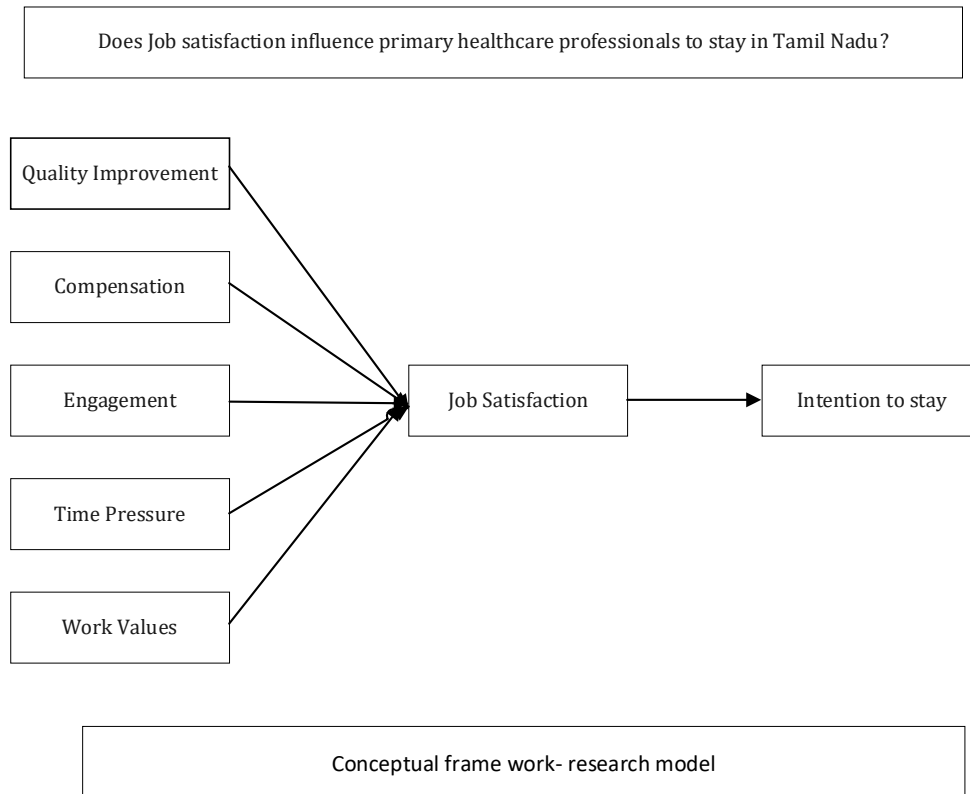 Does Job satisfaction influence primary healthcare professionals to stay in Tamil Nadu?
Quality Improvement
Compensation
Engagement
Job Satisfaction
Intention to stay
Time Pressure
Work Values
Conceptual frame work- research model